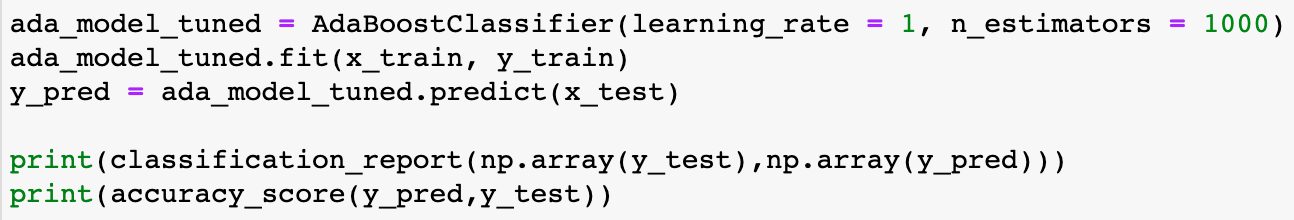 ada_model_tuned = AdaBoostClassifier(learning_rate = 1, n_estimators = 1000)
ada_model_tuned.fit(x_train, y_train)
y_pred = ada_model_tuned.predict(x_test)

print(classification_report(np.array(y_test),np.array(y_pred)))
print(accuracy_score(y_pred,y_test))